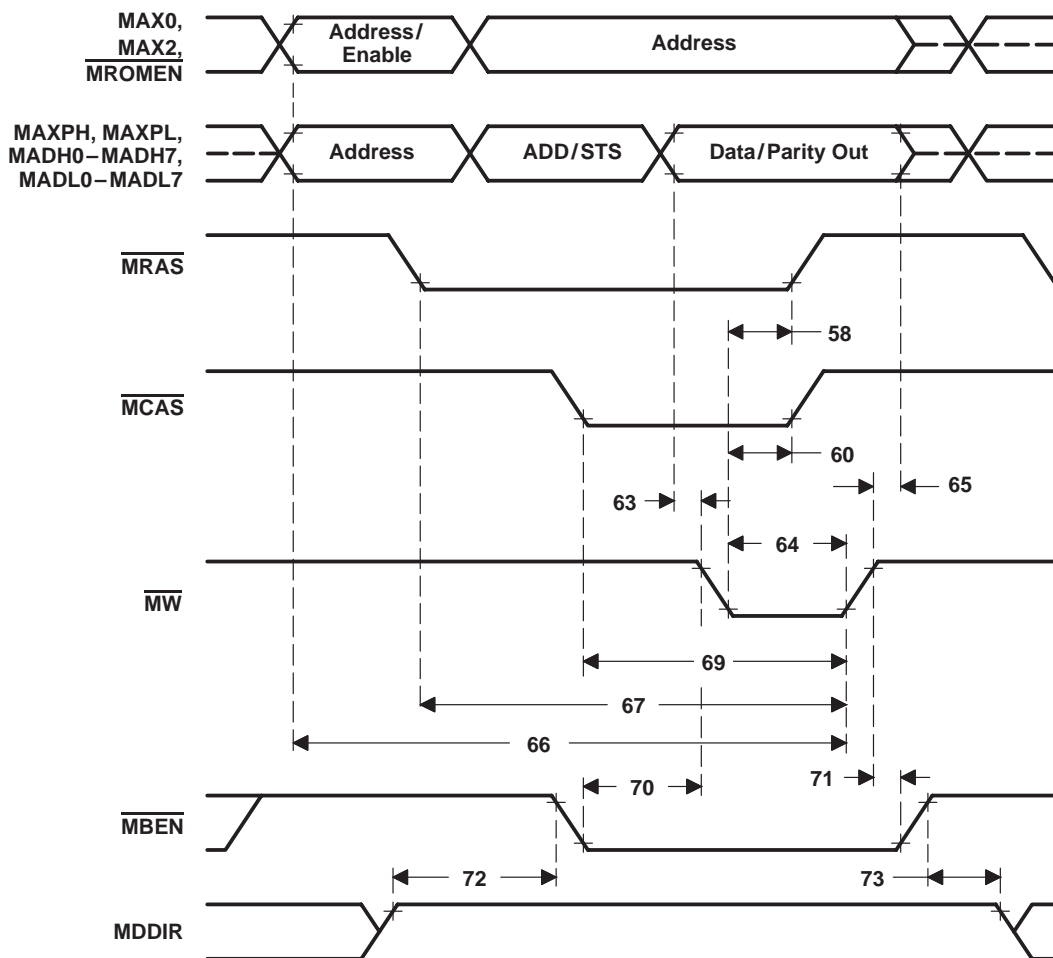 MAX0,
MAX2,
MROMEN
Address/
Enable
Address
MAXPH, MAXPL,
MADH0–MADH7,
MADL0–MADL7
Address
ADD/STS
Data/Parity Out
MRAS
58
MCAS
60
63
65
64
MW
69
67
66
70
71
MBEN
72
73
MDDIR